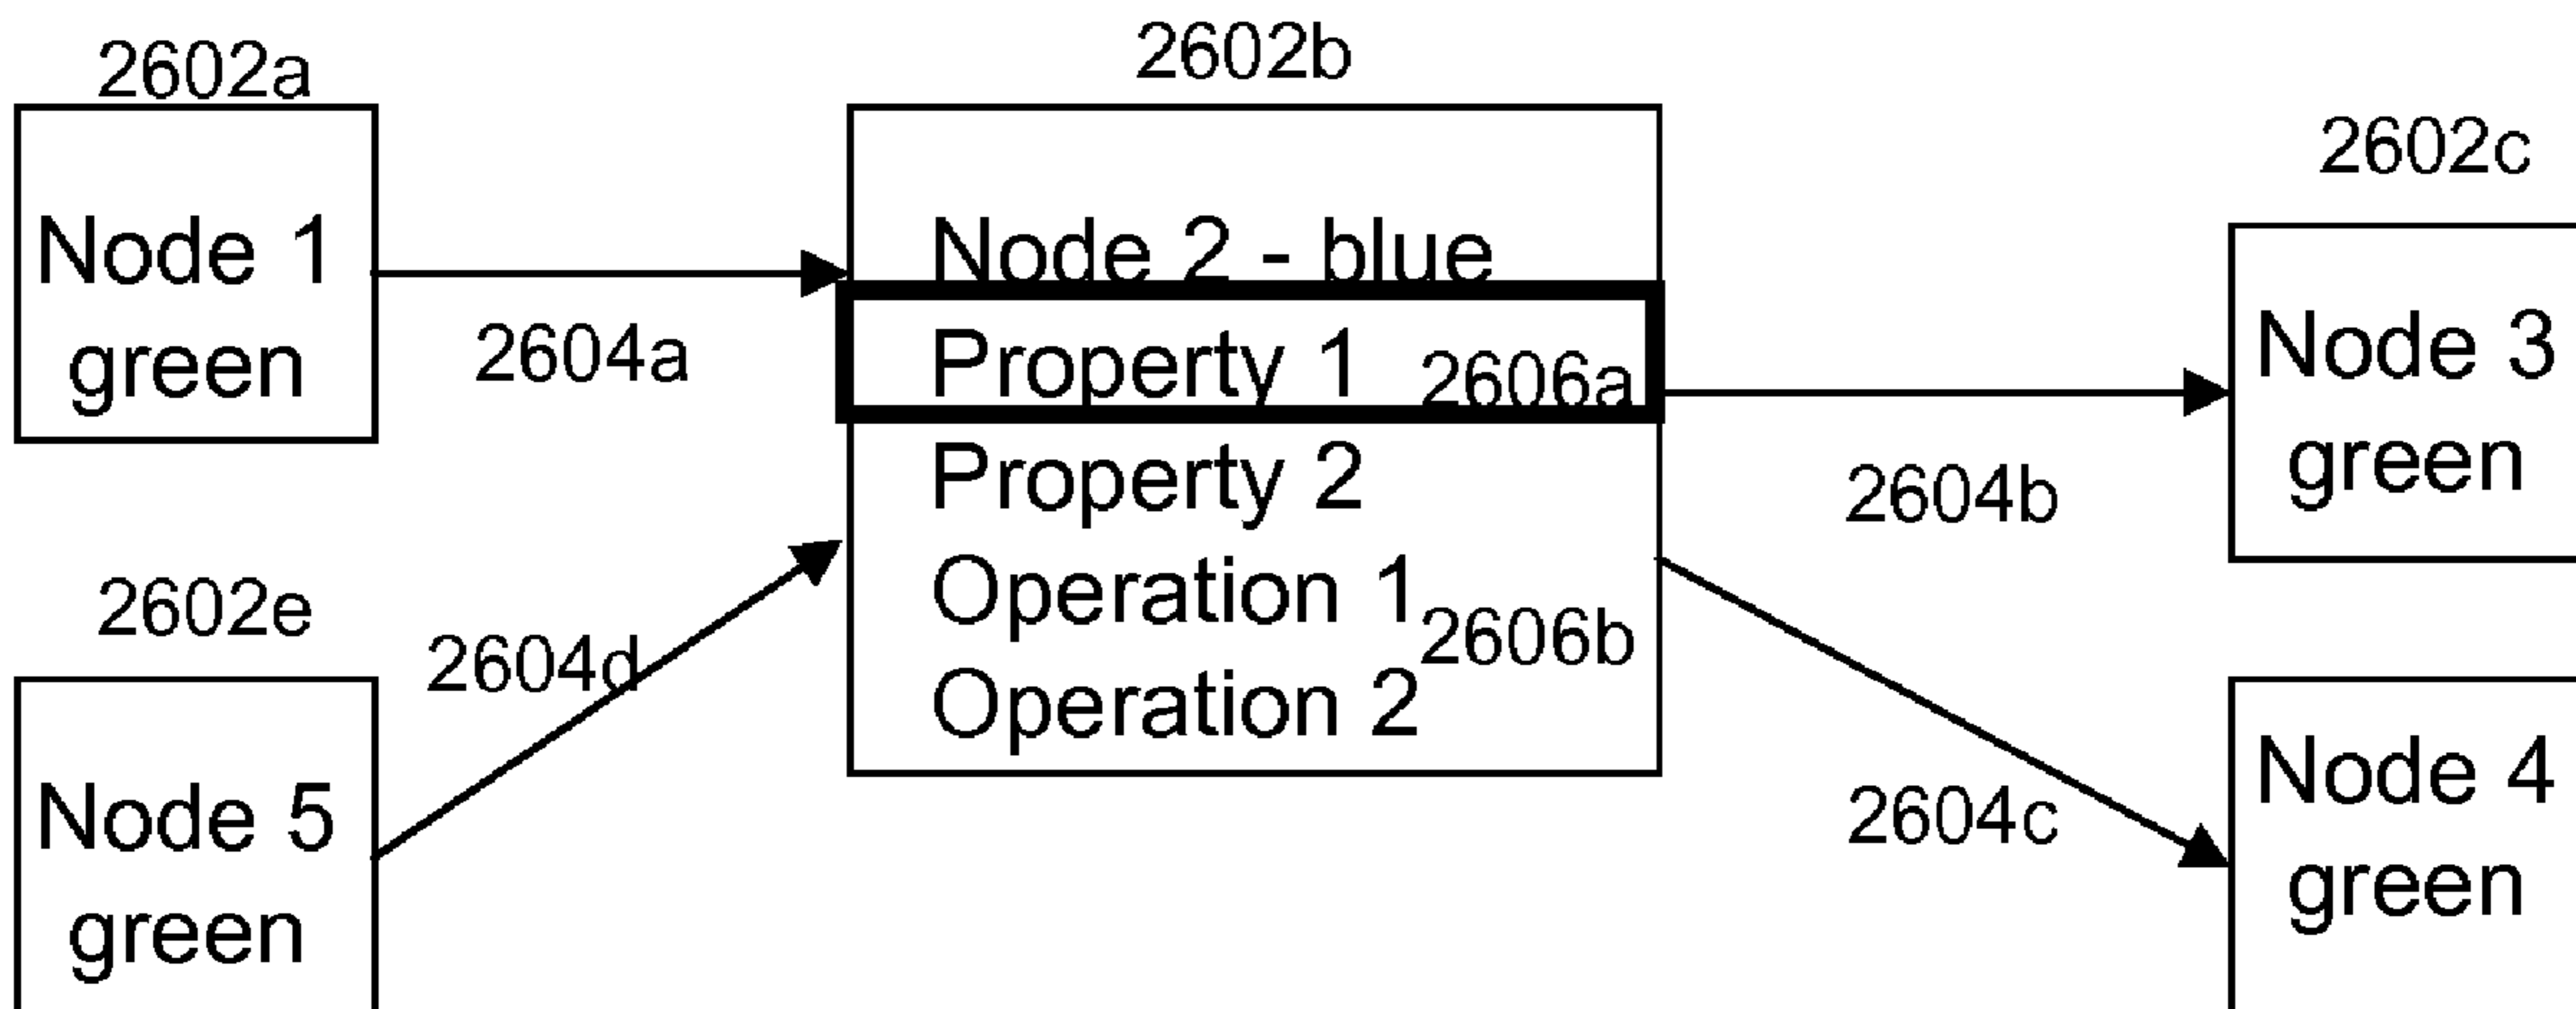 2602a
2602b
2602c
Node 1
green
2604a
Node 2 - blue
Property 1 2606a
Property 2
Operation 1
2606b
Operation 2
Node 3
green
2604b
2602e
2604d
Node 5
green
2604c
Node 4
green